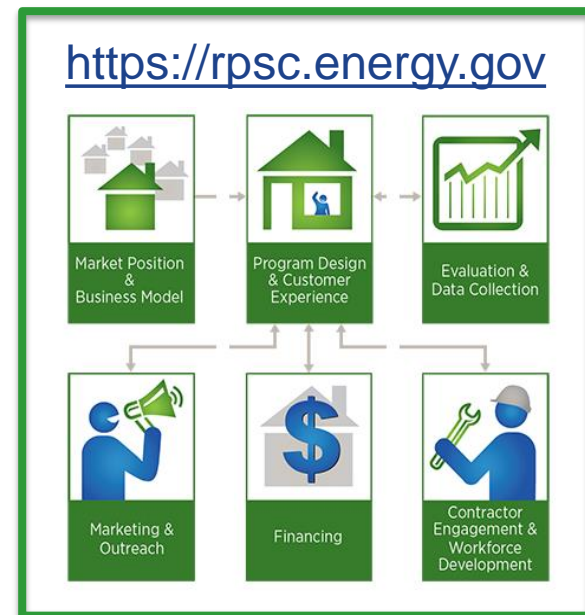 https://rpsc.energy.gov
Market Position
&
Business Model
Program Design
& Customer
Experience
Evaluation &
Data Collection
Marketing &
Outreach
$
Financing
Contractor
Engagement &
Workforce
Development